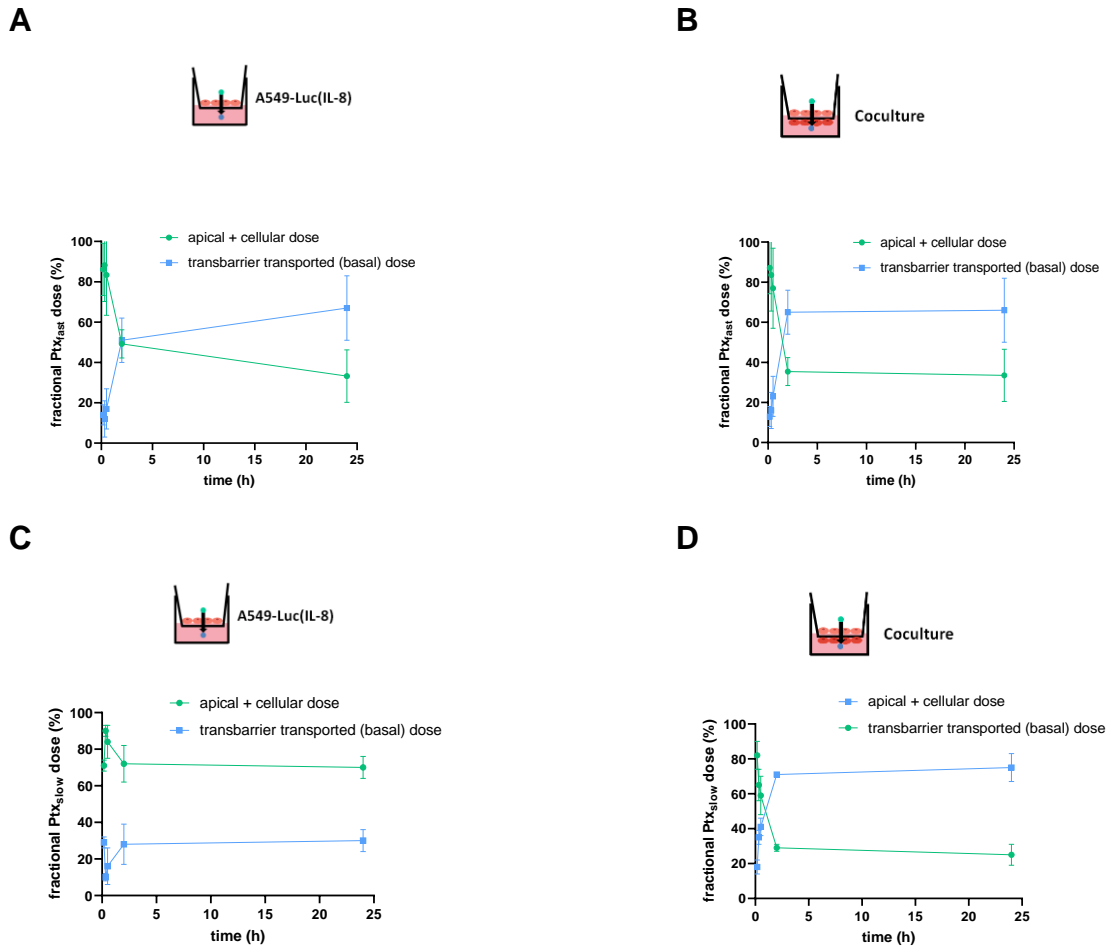 A
A549-Luc(IL-8)
apical + cellular dose
transbarrier transported (basal) dose
fractional Ptxfast dose (%)
100
80
60
40
20
0
0 5 10 15 20 25
time (h)
B
Coculture
apical + cellular dose
transbarrier transported (basal) dose
fractional Ptxfast dose (%)
100
80
60
40
20
0
0 5 10 15 20 25
time (h)
C
A549-Luc(IL-8)
apical + cellular dose
transbarrier transported (basal) dose
fractional Ptxslow dose (%)
100
80
60
40
20
0
0 5 10 15 20 25
time (h)
D
Coculture
apical + cellular dose
transbarrier transported (basal) dose
fractional Ptxslow dose (%)
100
80
60
40
20
0
0 5 10 15 20 25
time (h)